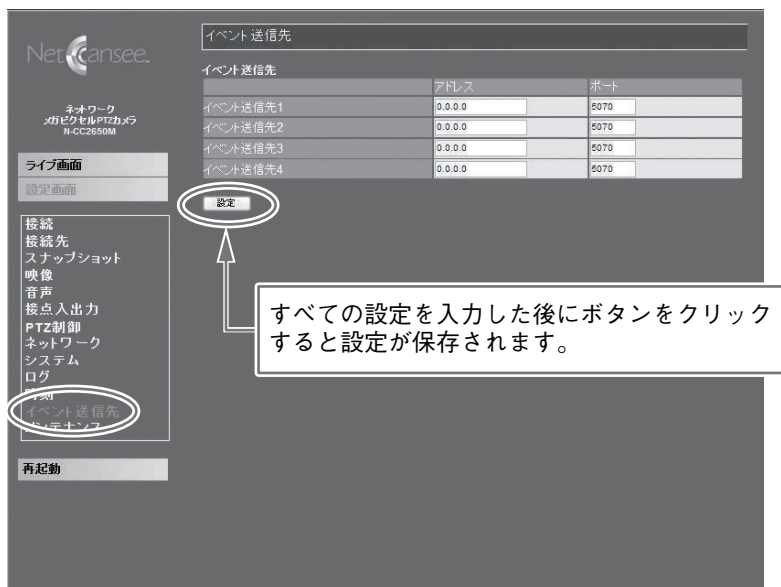 Netcansee.
ネットワーク
メガピクセルPTZカメラ
N-CC2650M
ライブ画面
設定画面
接続
接続先
スナップショット
映像
音声
接点入出力
PTZ制御
ネットワーク
システム
ログ
時刻
イベント送信先
メンテナンス
再起動
イベント送信先
イベント送信先
アドレス ポート
イベント送信先1 0.0.0.0 5070
イベント送信先2 0.0.0.0 5070
イベント送信先3 0.0.0.0 5070
イベント送信先4 0.0.0.0 5070
設定
すべての設定を入力した後にボタンをクリック
すると設定が保存されます。